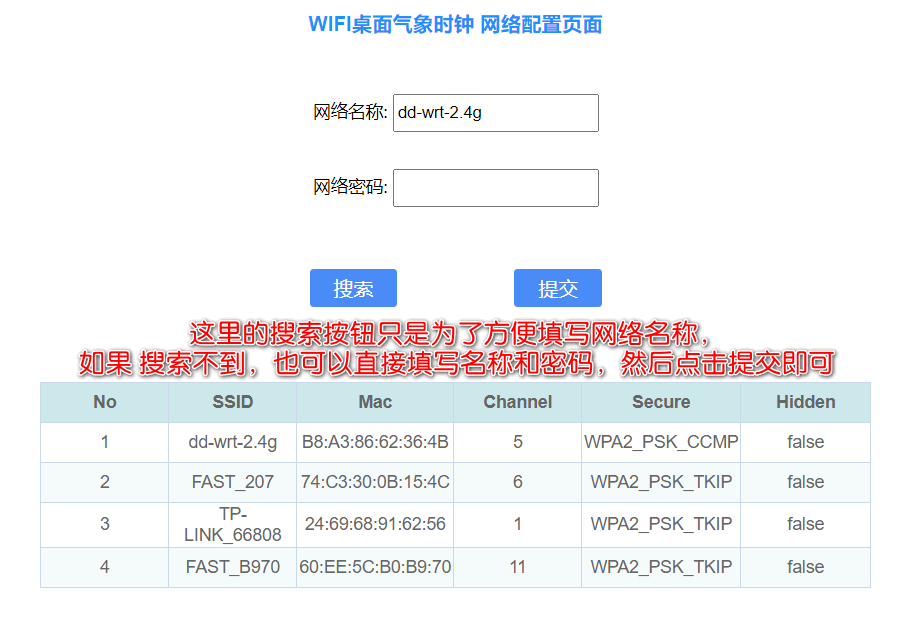 WIFI桌面气象时钟 网络配置页面
网络名称: dd-wrt-2.4g
网络密码:
搜索 提交
这里的搜索按钮只是为了方便填写网络名称，
如果 搜索不到，也可以直接填写名称和密码，然后点击提交即可
No SSID Mac Channel Secure Hidden
1 dd-wrt-2.4g B8:A3:86:62:36:4B 5 WPA2_PSK_CCMP false
2 FAST_207 74:C3:30:0B:15:4C 6 WPA2_PSK_TKIP false
3 TP-
LINK_66808 24:69:68:91:62:56 1 WPA2_PSK_TKIP false
4 FAST_B970 60:EE:5C:B0:B9:70 11 WPA2_PSK_TKIP false